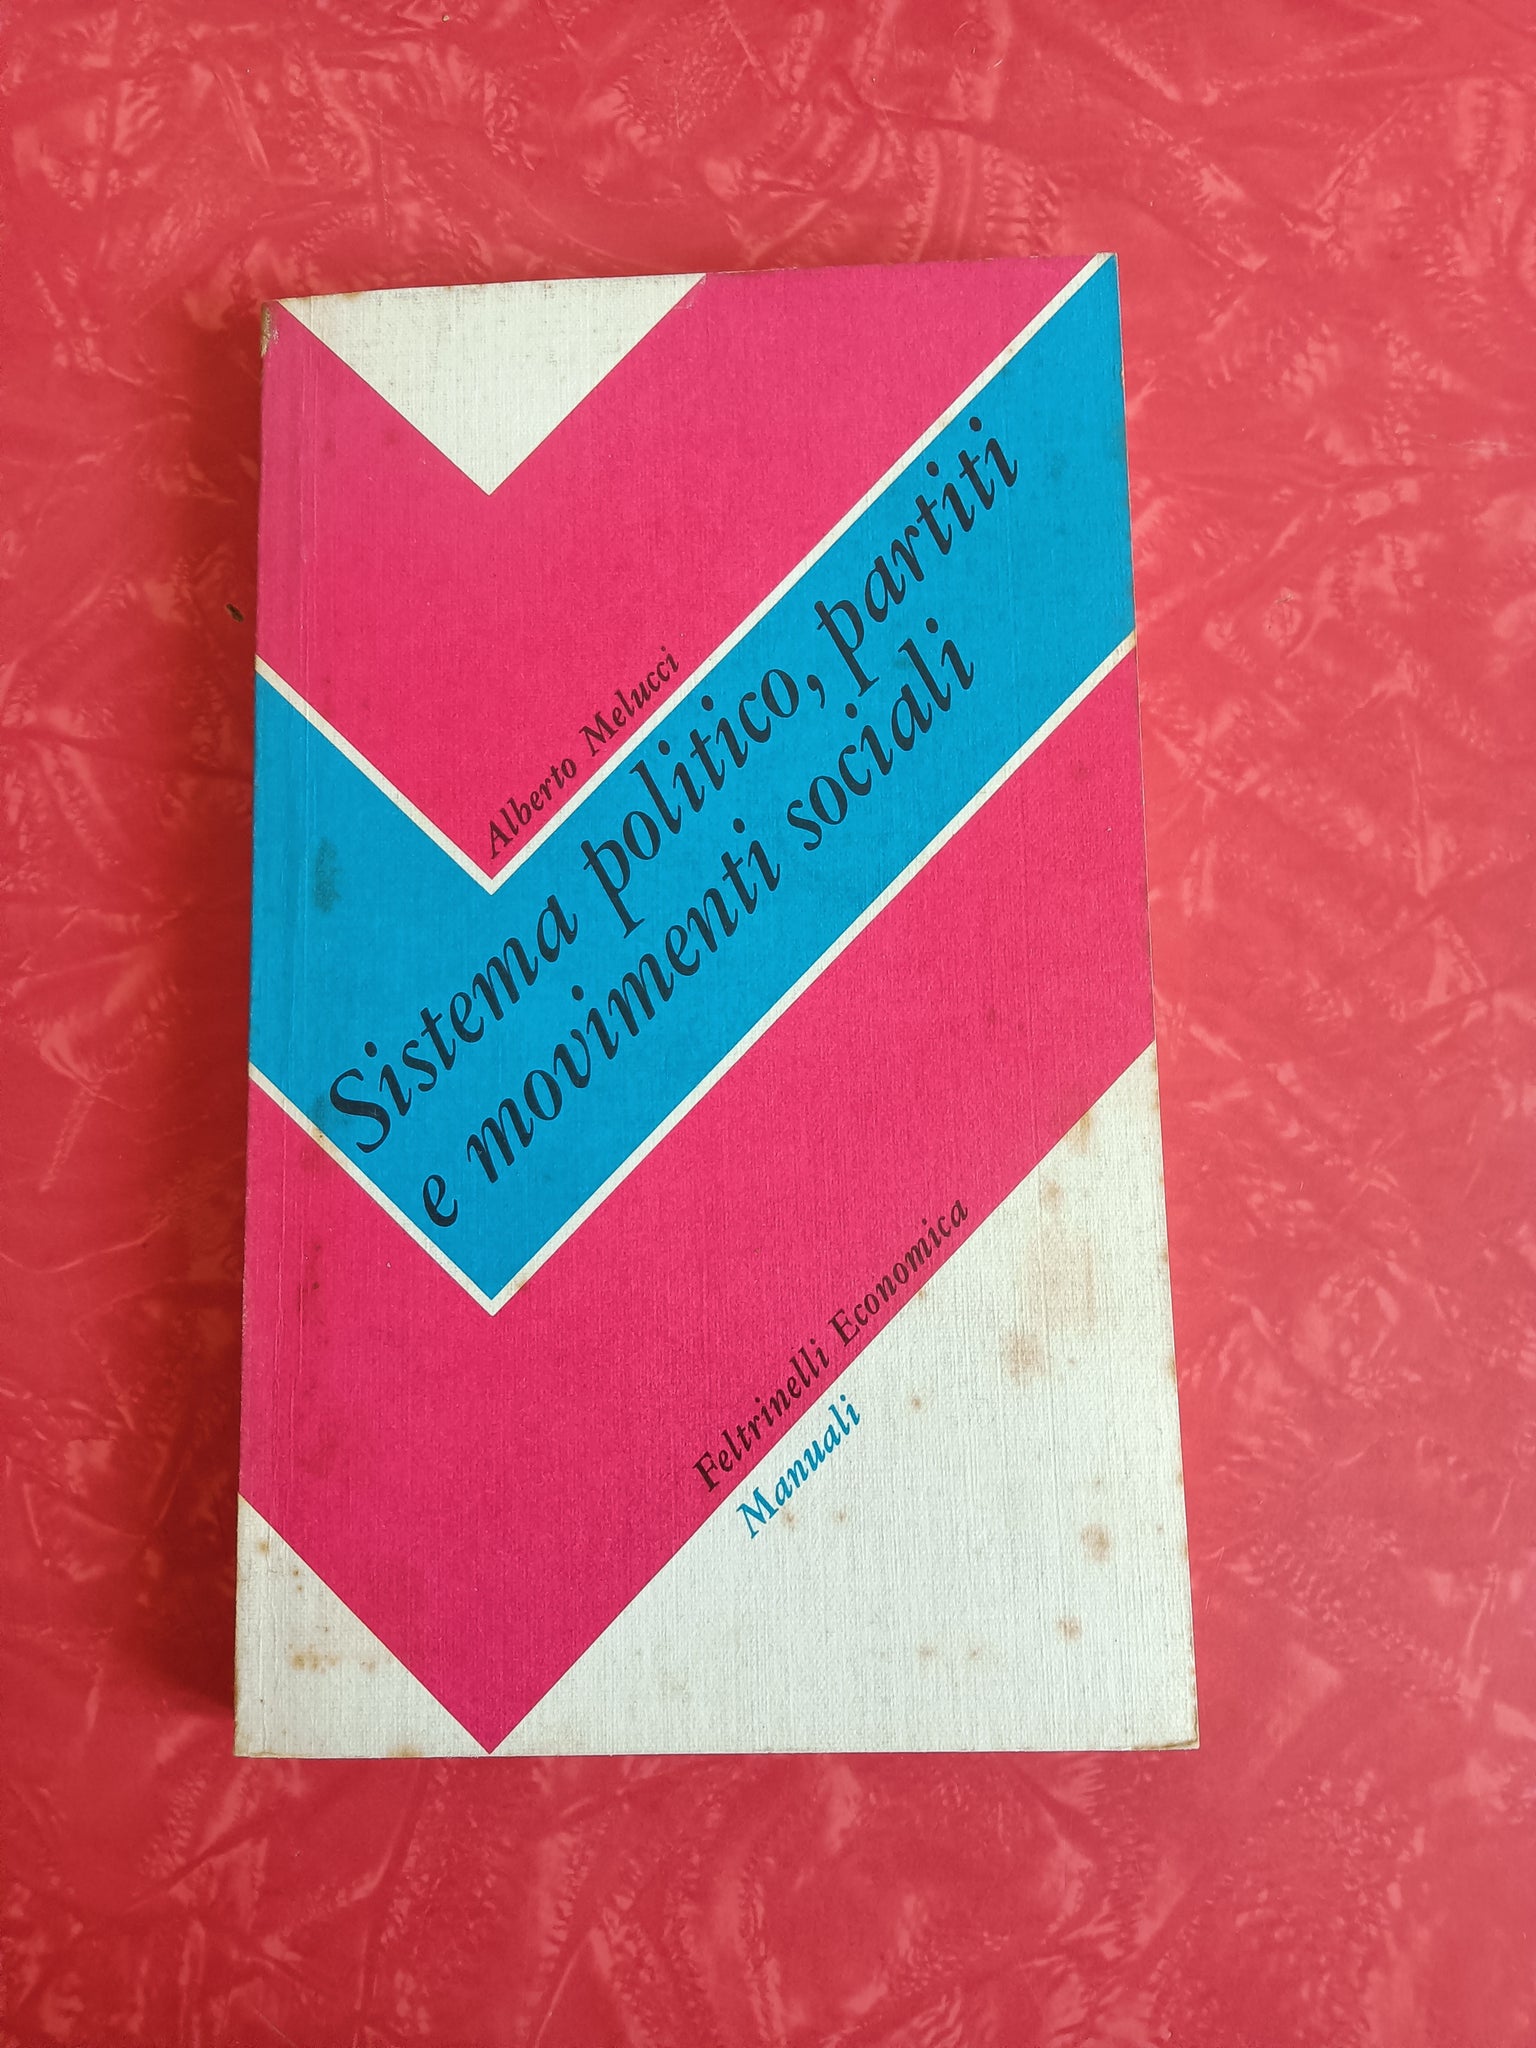 Alberto Melucci
Sistema politico, partiti
e movimenti sociali
Feltrinelli Economica
Manuali